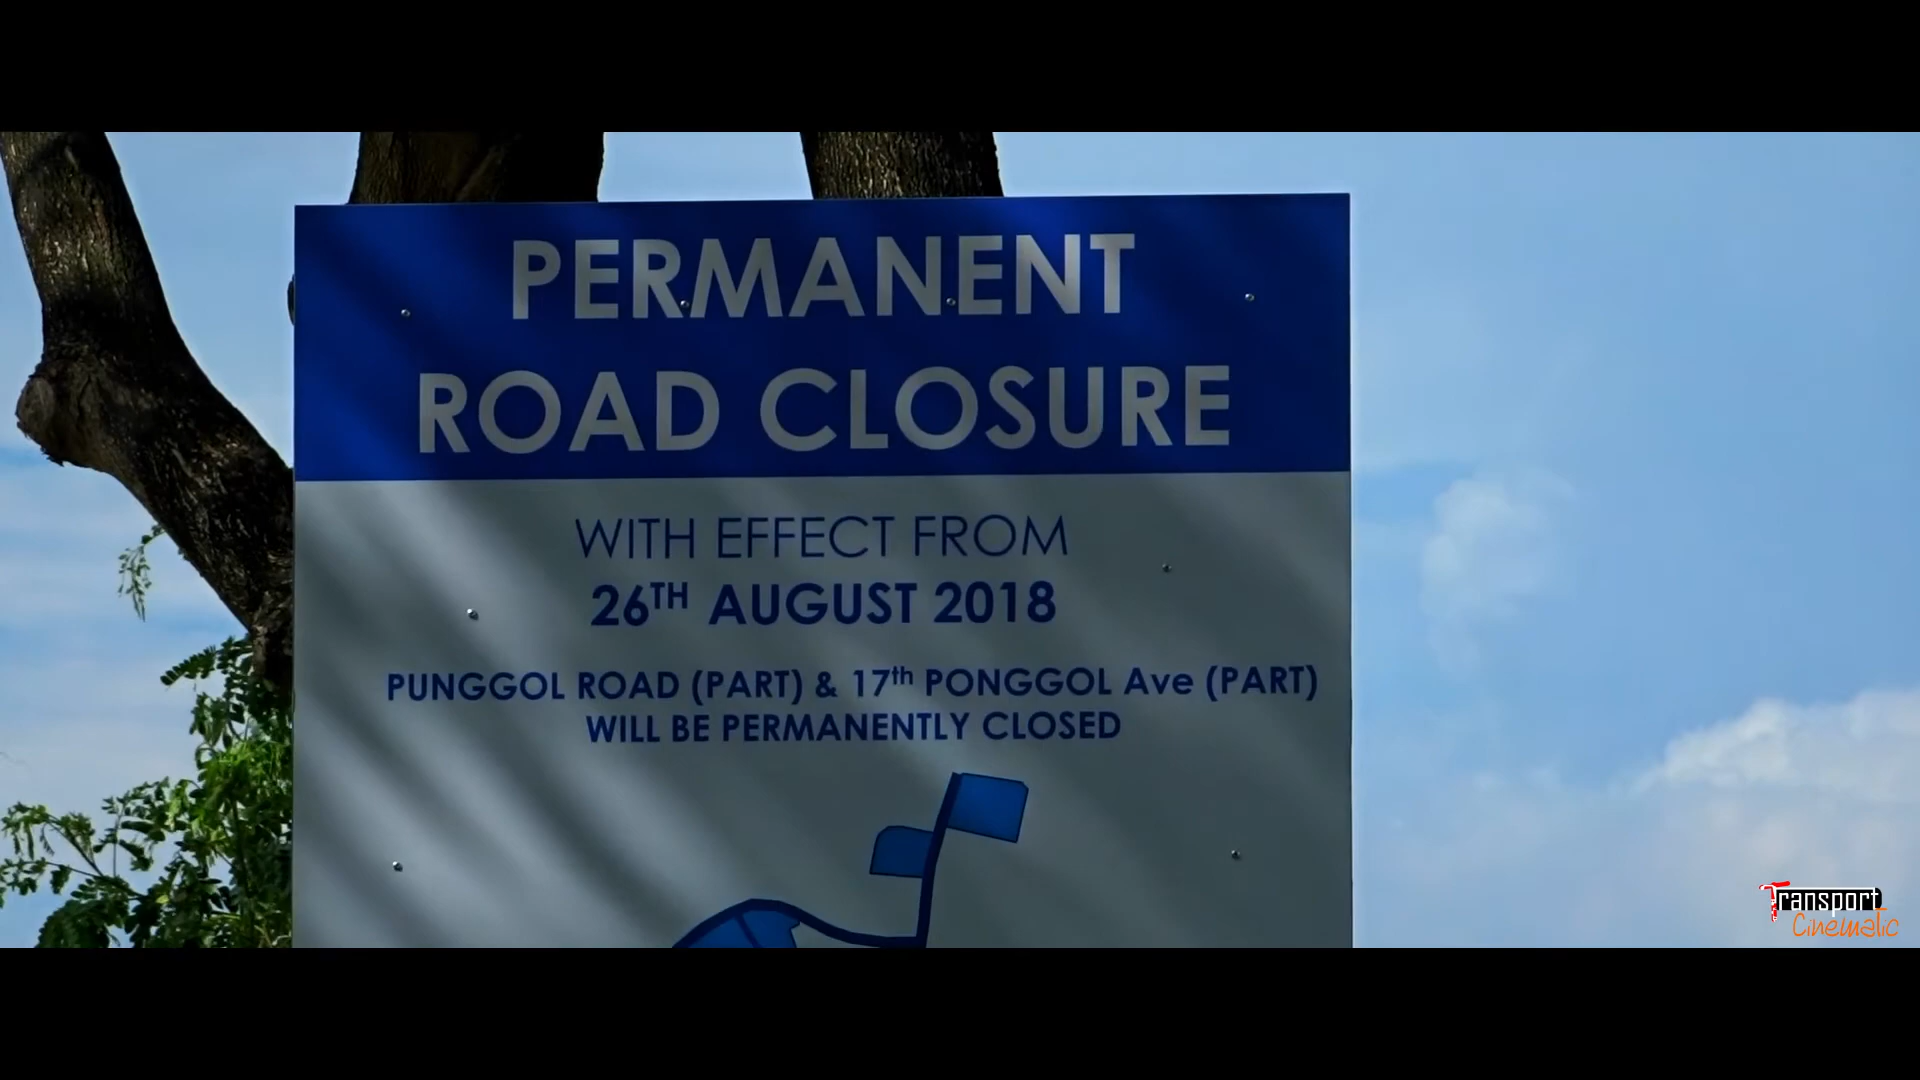 PERMANENT
ROAD CLOSURE
WITH EFFECT FROM
26TH AUGUST 2018
PUNGGOL ROAD (PART) & 17th PONGGOL Ave (PART)
WILL BE PERMANENTLY CLOSED
Transport
Cinematic